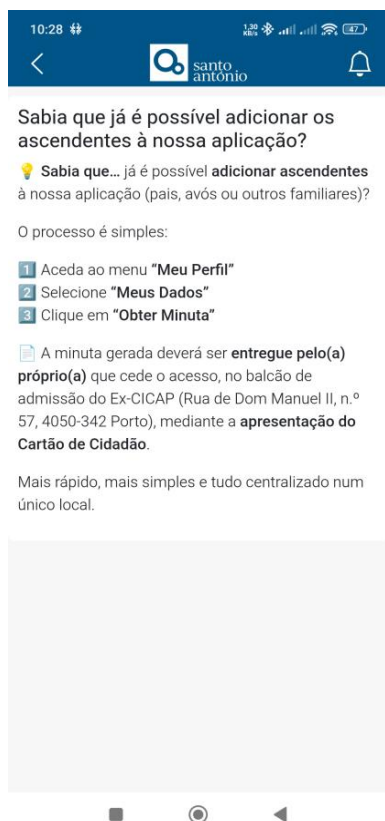 10:28
1,30
KB/s
47
santo
antónio
Sabia que já é possível adicionar os
ascendentes à nossa aplicação?
💡 Sabia que... já é possível adicionar ascendentes
à nossa aplicação (pais, avós ou outros familiares)?
O processo é simples:
1️⃣ Aceda ao menu “Meu Perfil”
2️⃣ Selecione “Meus Dados”
3️⃣ Clique em “Obter Minuta”
📄 A minuta gerada deverá ser entregue pelo(a)
próprio(a) que cede o acesso, no balcão de
admissão do Ex-CICAP (Rua de Dom Manuel II, n.º
57, 4050-342 Porto), mediante a apresentação do
Cartão de Cidadão.
Mais rápido, mais simples e tudo centralizado num
único local.